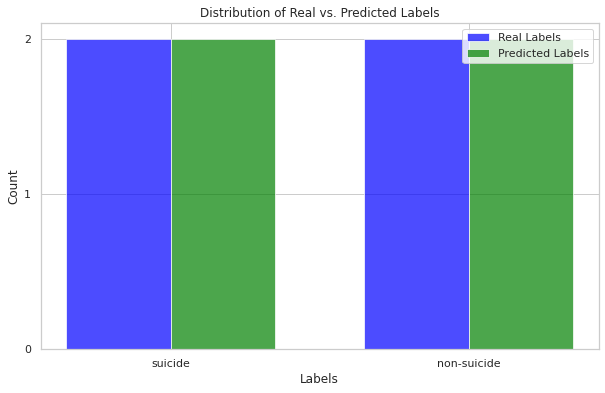 Distribution of Real vs. Predicted Labels
Real Labels
Predicted Labels
2
1
0
Count
suicide
non-suicide
Labels